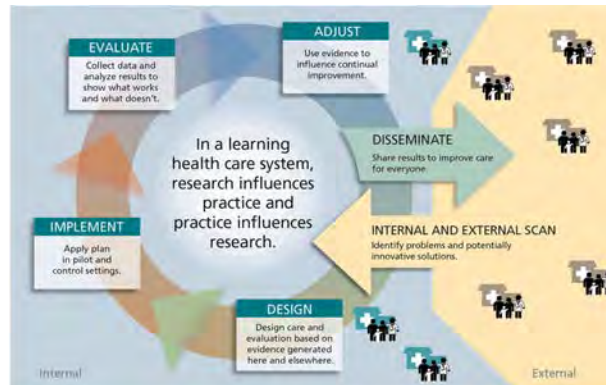 ADJUST
Use evidence to
influence continual
improvement.
EVALUATE
Collect data and
analyze results to
show what works
and what doesn't.
In a learning
health care system,
research influences
practice and
practice influences
research.
DISSEMINATE
Share results to improve care
for everyone.
INTERNAL AND EXTERNAL SCAN
Identify problems and potentially
innovative solutions.
IMPLEMENT
Apply plan
in pilot and
control settings.
DESIGN
Design care and
evaluation based on
evidence generated
here and elsewhere.
Internal
External